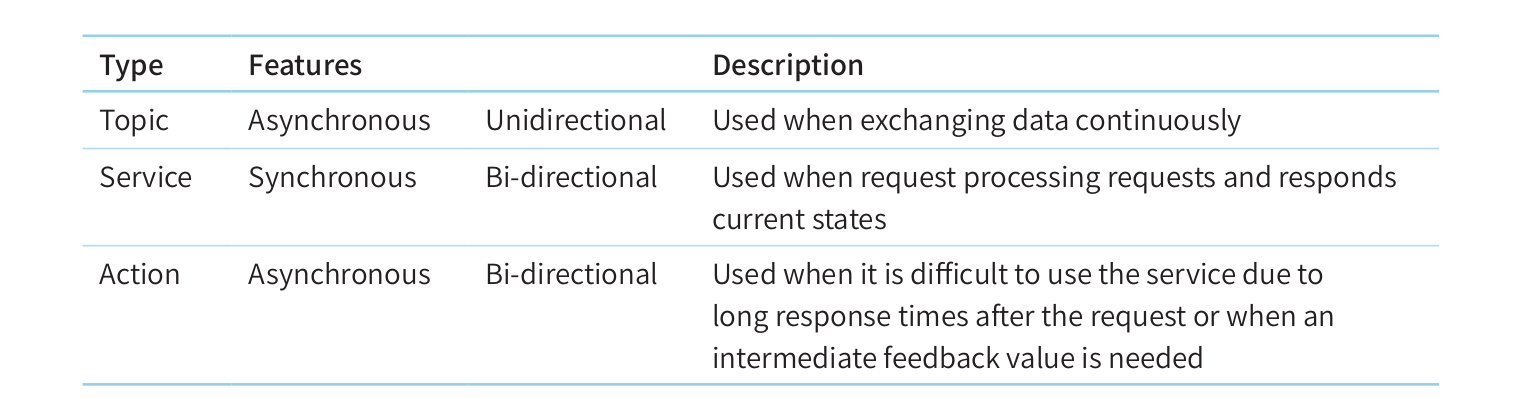 Type Features Description
Topic Asynchronous Unidirectional Used when exchanging data continuously
Service Synchronous Bi-directional Used when request processing requests and responds
current states
Action Asynchronous Bi-directional Used when it is difficult to use the service due to
long response times after the request or when an
intermediate feedback value is needed